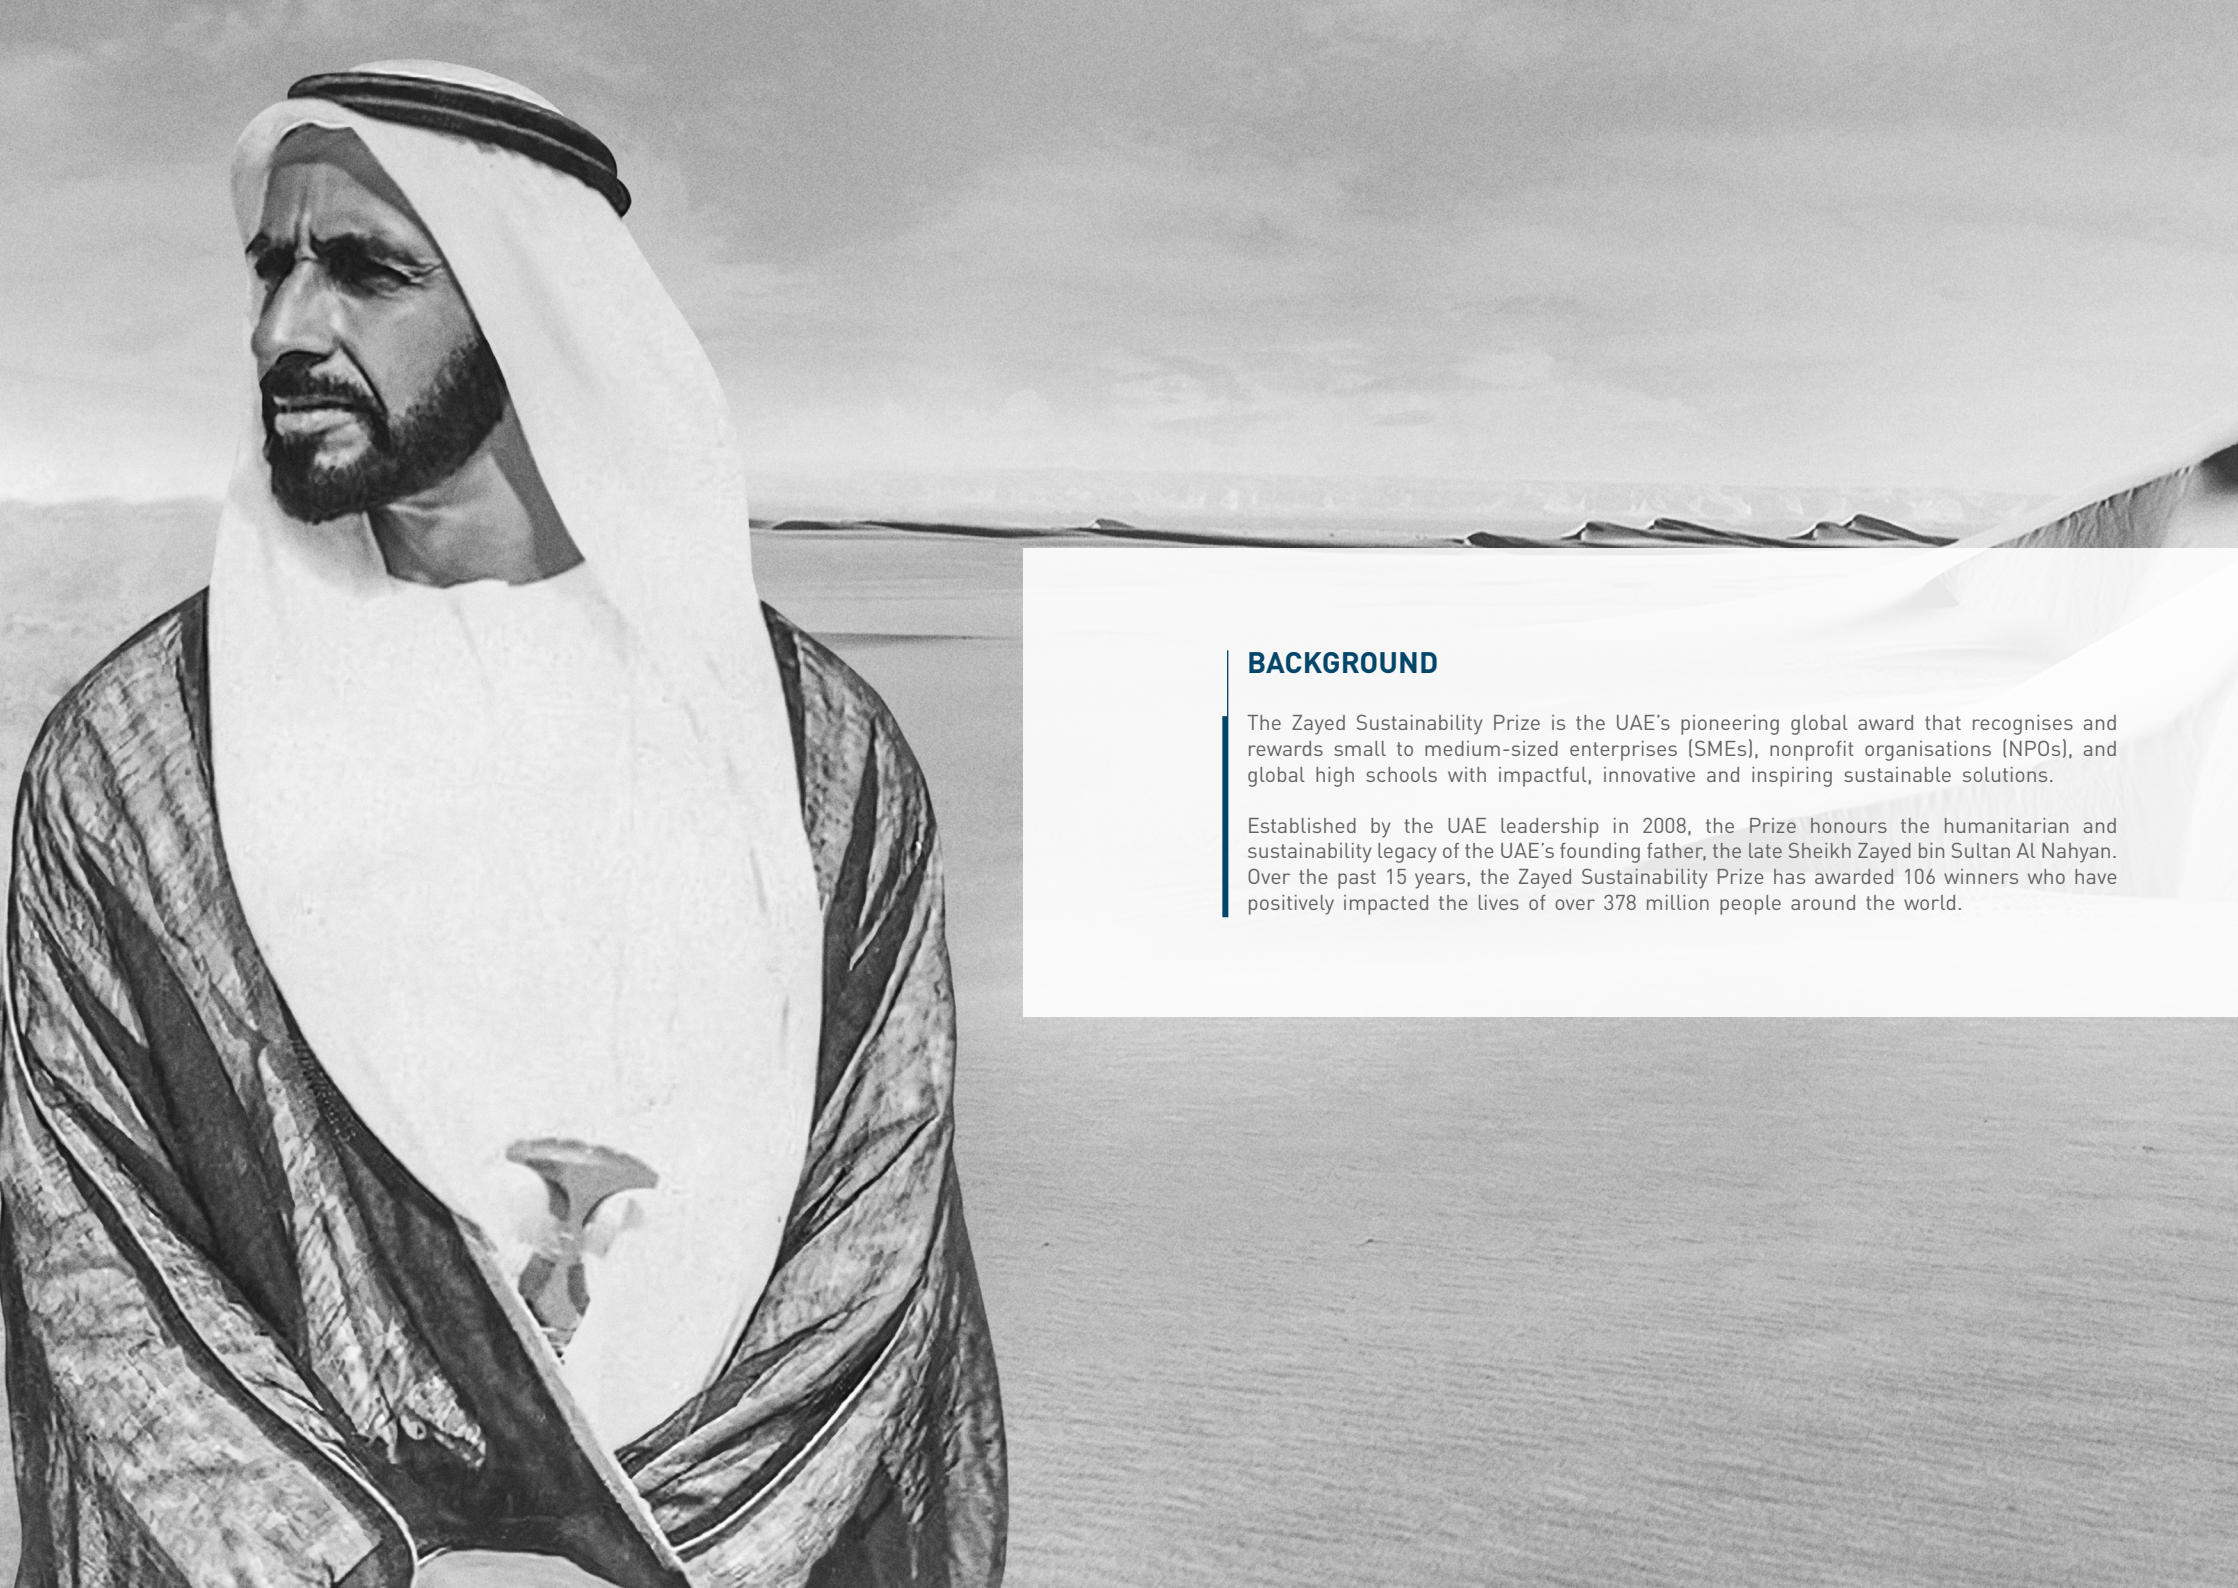 BACKGROUND
The Zayed Sustainability Prize is the UAE’s pioneering global award that recognises and
rewards small to medium-sized enterprises (SMEs), nonprofit organisations (NPOs), and
global high schools with impactful, innovative and inspiring sustainable solutions.
Established by the UAE leadership in 2008, the Prize honours the humanitarian and
sustainability legacy of the UAE’s founding father, the late Sheikh Zayed bin Sultan Al Nahyan.
Over the past 15 years, the Zayed Sustainability Prize has awarded 106 winners who have
positively impacted the lives of over 378 million people around the world.